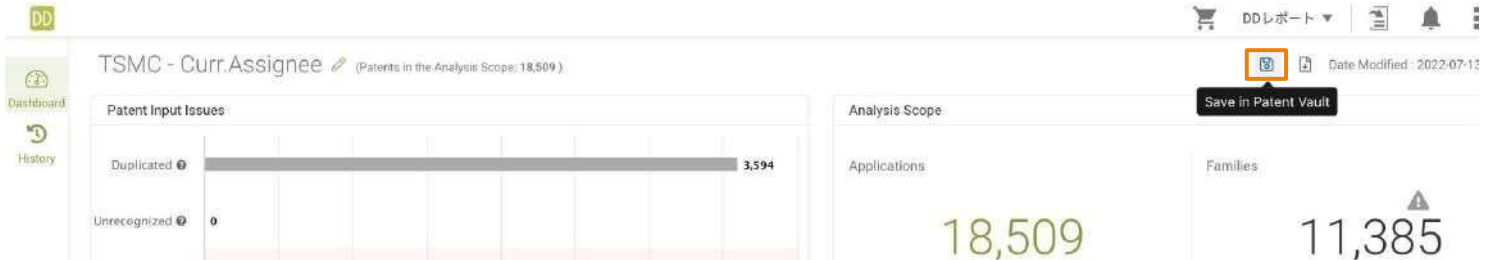 DD
DDレポート ▼
TSMC - Curr.Assignee (Patents in the Analysis Scope: 18,509 )
Date Modified : 2022-07-13
Save in Patent Vault
Dashboard
History
Patent Input Issues
Duplicated
3,594
Unrecognized
0
Analysis Scope
Applications
18,509
Families
11,385